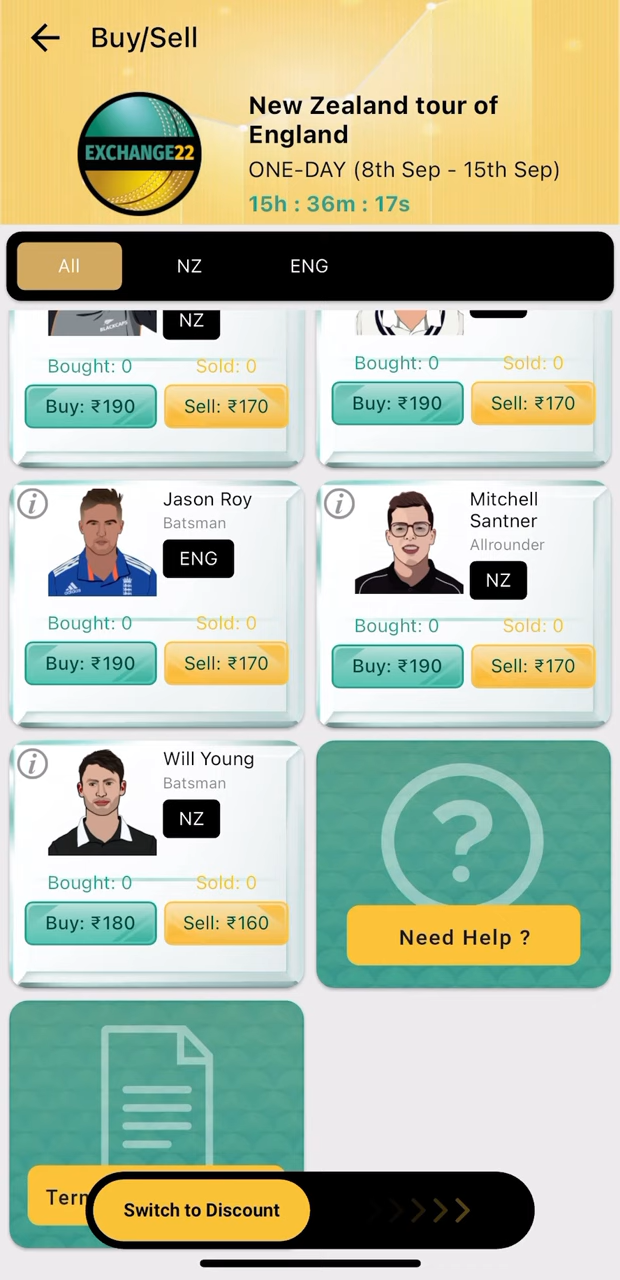 Buy/Sell
EXCHANGE22
New Zealand tour of
England
ONE-DAY (8th Sep - 15th Sep)
15h : 36m : 17s
All
NZ
ENG
BLACKCAPS
NZ
Bought: 0
Sold: 0
Buy: ₹190
Sell: ₹170
Bought: 0
Sold: 0
Buy: ₹190
Sell: ₹170
Jason Roy
Batsman
ENG
adidas
Bought: 0
Sold: 0
Buy: ₹190
Sell: ₹170
Mitchell
Santner
Allrounder
NZ
Bought: 0
Sold: 0
Buy: ₹190
Sell: ₹170
Will Young
Batsman
NZ
Bought: 0
Sold: 0
Buy: ₹180
Sell: ₹160
?
Need Help ?
Switch to Discount